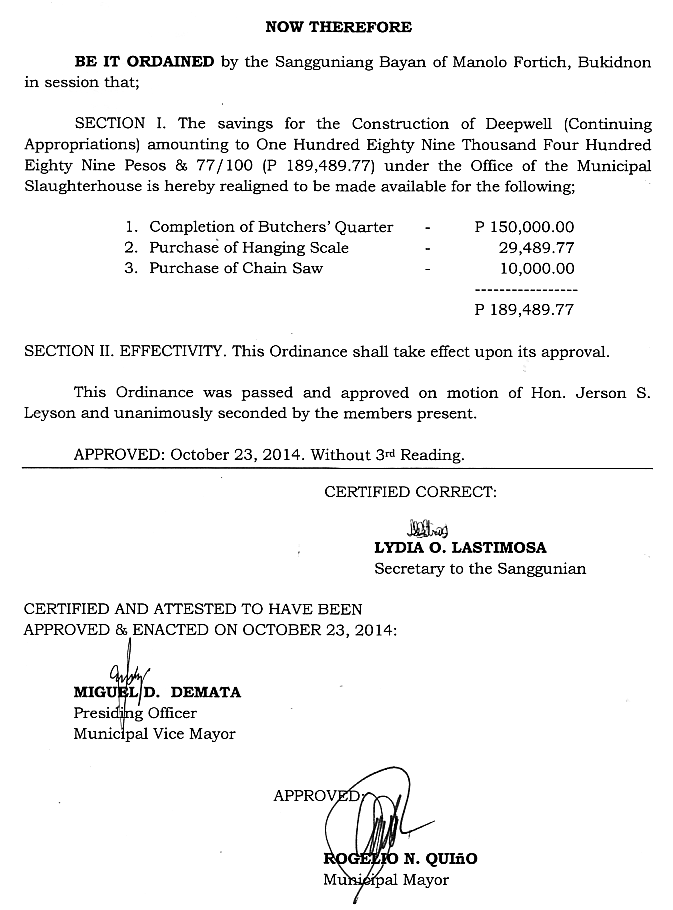 NOW THEREFORE
BE IT ORDAINED by the Sangguniang Bayan of Manolo Fortich, Bukidnon
in session that;
SECTION I. The savings for the Construction of Deepwell (Continuing
Appropriations) amounting to One Hundred Eighty Nine Thousand Four Hundred
Eighty Nine Pesos & 77/100 (P 189,489.77) under the Office of the Municipal
Slaughterhouse is hereby realigned to be made available for the following;
1. Completion of Butchers' Quarter - P 150,000.00
2. Purchase of Hanging Scale - 29,489.77
3. Purchase of Chain Saw - 10,000.00
-----------------
P 189,489.77
SECTION II. EFFECTIVITY. This Ordinance shall take effect upon its approval.
This Ordinance was passed and approved on motion of Hon. Jerson S.
Leyson and unanimously seconded by the members present.
APPROVED: October 23, 2014. Without 3rd Reading.
CERTIFIED CORRECT:
LYDIA O. LASTIMOSA
Secretary to the Sanggunian
CERTIFIED AND ATTESTED TO HAVE BEEN
APPROVED & ENACTED ON OCTOBER 23, 2014:
MIGUEL D. DEMATA
Presiding Officer
Municipal Vice Mayor
APPROVED:
ROGELIO N. QUIñO
Municipal Mayor